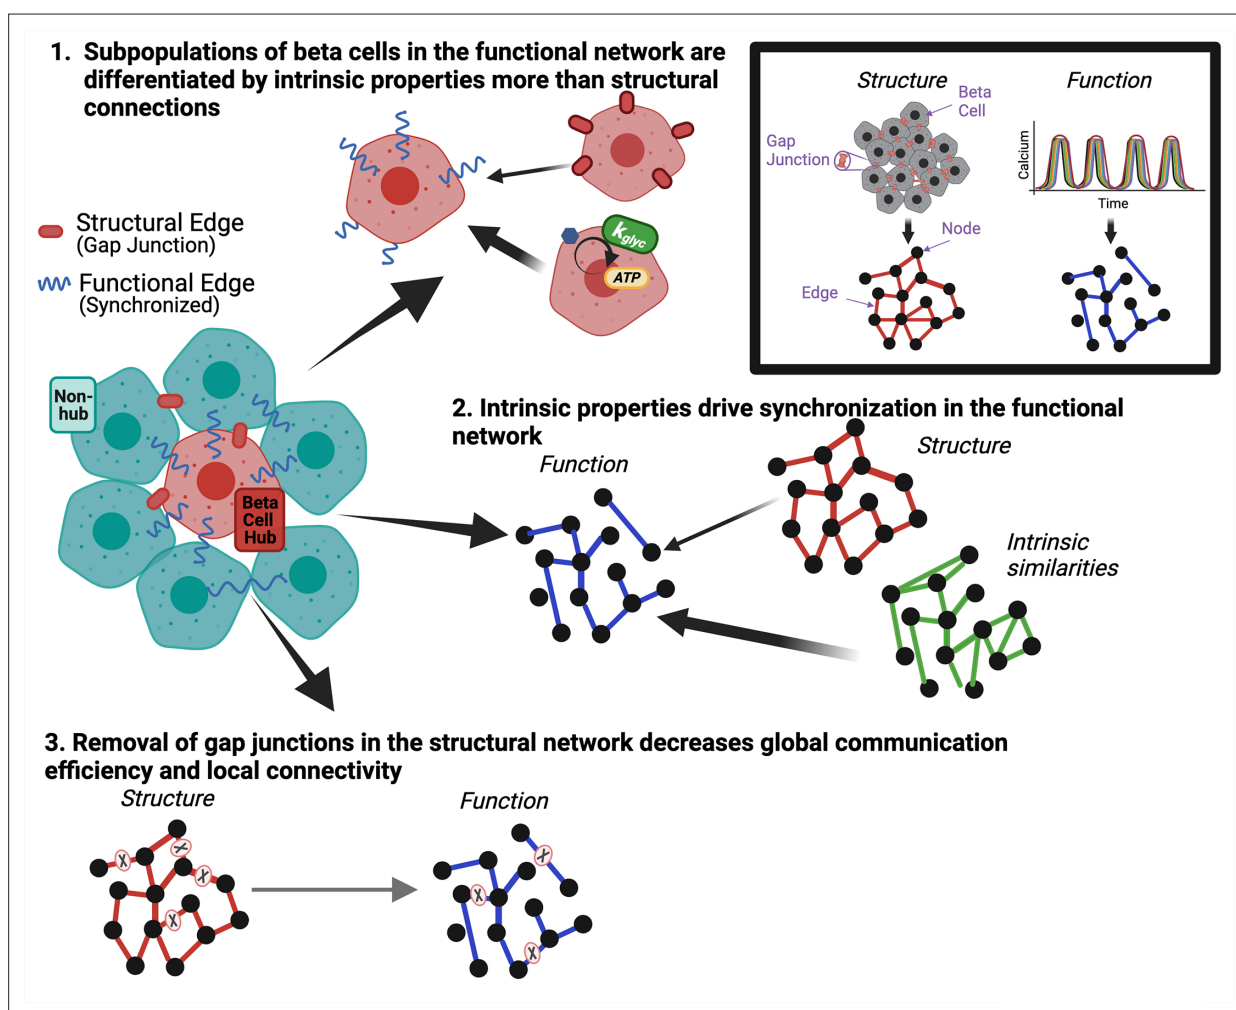 1. Subpopulations of beta cells in the functional network are
differentiated by intrinsic properties more than structural
connections
Structural Edge
(Gap Junction)
Functional Edge
(Synchronized)
kglyc
ATP
Structure
Function
Beta
Cell
Gap
Junction
Calcium
Time
Node
Edge
Non-
hub
Beta
Cell
Hub
2. Intrinsic properties drive synchronization in the functional
network
Function
Structure
Intrinsic
similarities
3. Removal of gap junctions in the structural network decreases global communication
efficiency and local connectivity
Structure
Function
X
X
X
X
X
X
X